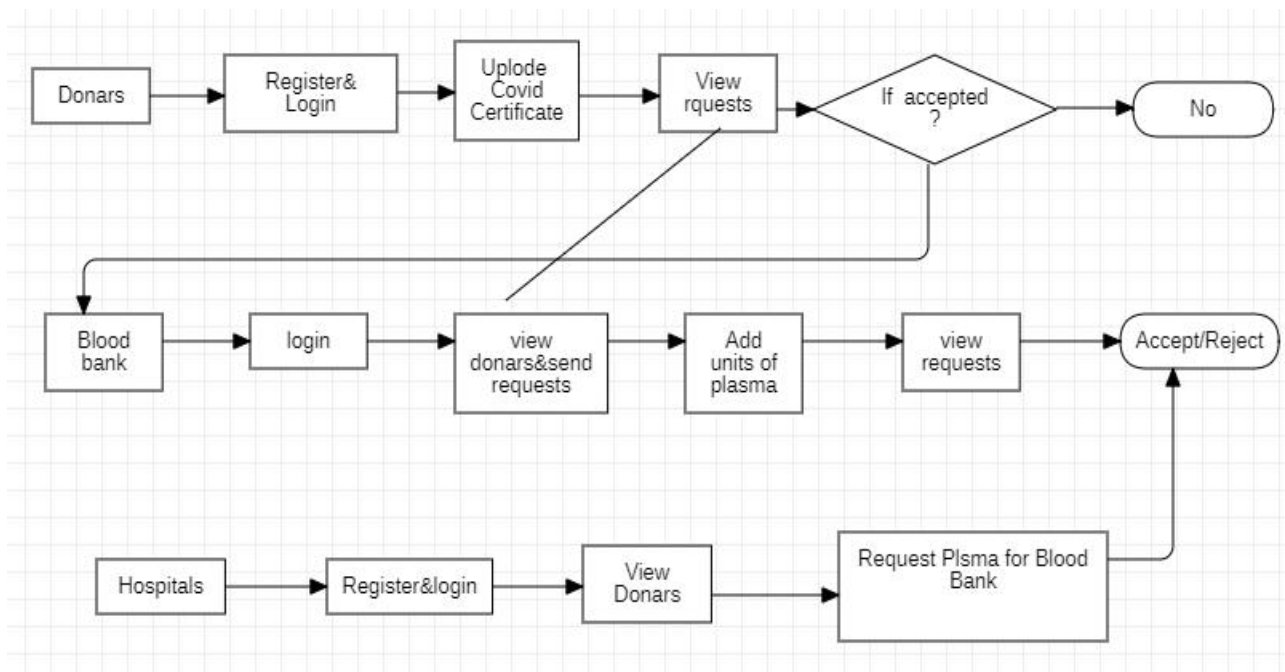 Donars
Register&
Login
Uplode
Covid
Certificate
View
rquests
If accepted
?
No
Blood
bank
login
view
donars&send
requests
Add
units of
plasma
view
requests
Accept/Reject
Hospitals
Register&login
View
Donars
Request Plsma for Blood
Bank